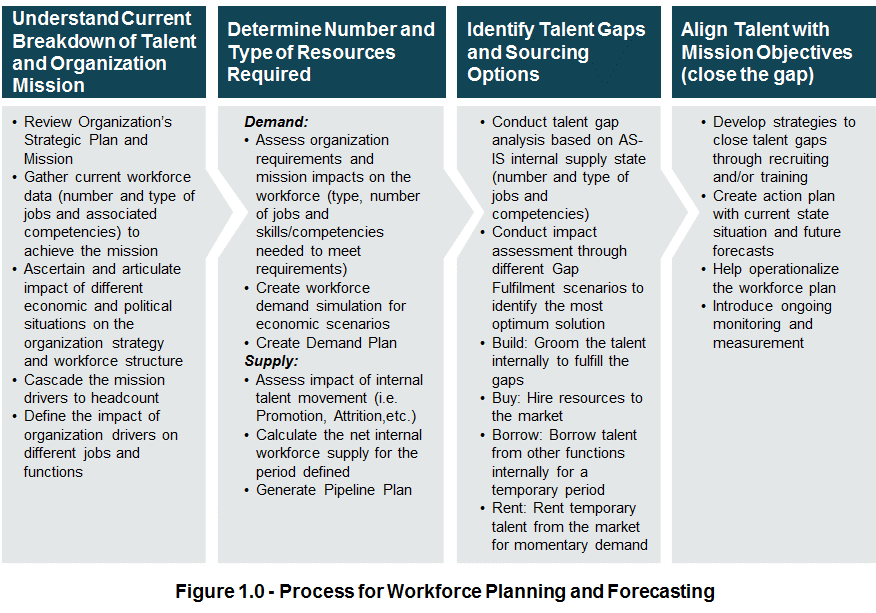 Understand Current
Breakdown of Talent
and Organization
Mission
• Review Organization's
Strategic Plan and
Mission
• Gather current workforce
data (number and type of
jobs and associated
competencies) to
achieve the mission
• Ascertain and articulate
impact of different
economic and political
situations on the
organization strategy
and workforce structure
• Cascade the mission
drivers to headcount
• Define the impact of
organization drivers on
different jobs and
functions
Determine Number and
Type of Resources
Required
Demand:
• Assess organization
requirements and
mission impacts on the
workforce (type, number
of jobs and
skills/competencies
needed to meet
requirements)
• Create workforce
demand simulation for
economic scenarios
• Create Demand Plan
Supply:
• Assess impact of internal
talent movement (i.e.
Promotion, Attrition,etc.)
• Calculate the net internal
workforce supply for the
period defined
• Generate Pipeline Plan
Identify Talent Gaps
and Sourcing
Options
• Conduct talent gap
analysis based on AS-
IS internal supply state
(number and type of
jobs and
competencies)
• Conduct impact
assessment through
different Gap
Fulfilment scenarios to
identify the most
optimum solution
• Build: Groom the talent
internally to fulfill the
gaps
• Buy: Hire resources to
the market
• Borrow: Borrow talent
from other functions
internally for a
temporary period
• Rent: Rent temporary
talent from the market
for momentary demand
Align Talent with
Mission Objectives
(close the gap)
• Develop strategies to
close talent gaps
through recruiting
and/or training
• Create action plan
with current state
situation and future
forecasts
• Help operationalize
the workforce plan
• Introduce ongoing
monitoring and
measurement
Figure 1.0 - Process for Workforce Planning and Forecasting